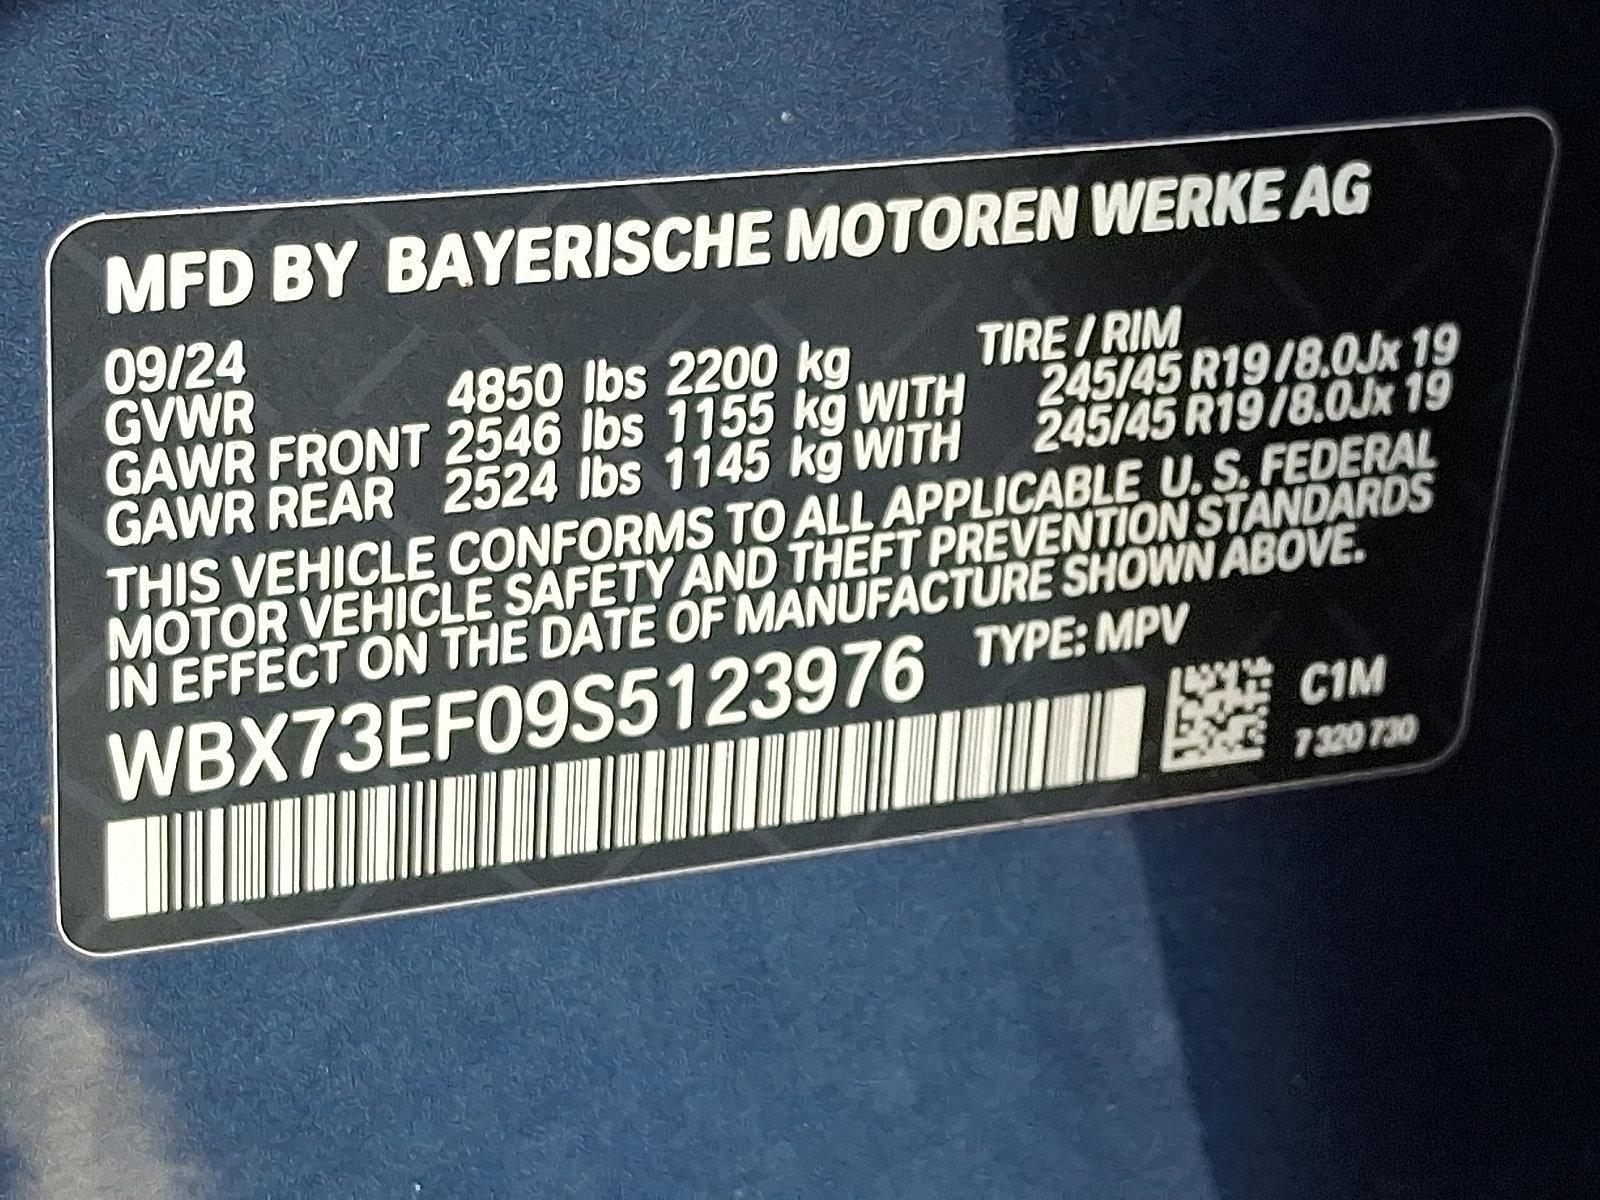 MFD BY BAYERISCHE MOTOREN WERKE AG
09/24 TIRE / RIM
GVWR 4850 lbs 2200 kg
GAWR FRONT 2546 lbs 1155 kg WITH 245/45 R19 / 8.0Jx 19
GAWR REAR 2524 lbs 1145 kg WITH 245/45 R19 / 8.0Jx 19
THIS VEHICLE CONFORMS TO ALL APPLICABLE U. S. FEDERAL
MOTOR VEHICLE SAFETY AND THEFT PREVENTION STANDARDS
IN EFFECT ON THE DATE OF MANUFACTURE SHOWN ABOVE.
WBX73EF09S5123976 TYPE: MPV
C1M
7 320 730